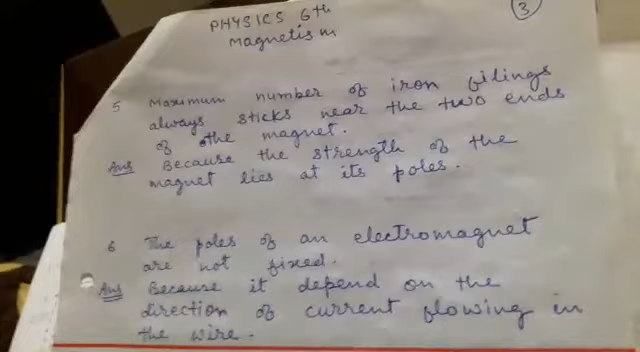 PHYSICS 6th
3
Magnetism
5 Maximum number of iron filings
always sticks near the two ends
of the magnet.
Ans Because the strength of the
magnet lies at its poles.
6 The poles of an electromagnet
are not fixed.
Ans Because it depend on the
direction of current flowing in
the wire.